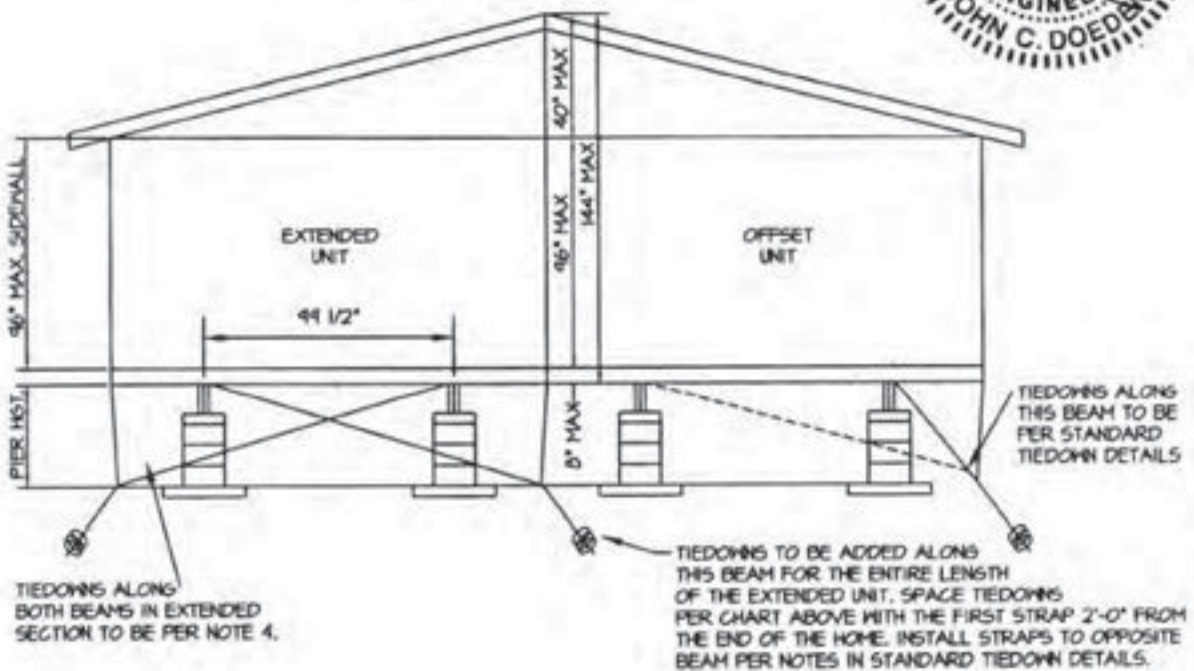 JOHN C. DOEDE
40" MAX
144" MAX
96" MAX. SIDEWALL
96" MAX
EXTENDED
UNIT
OFFSET
UNIT
99 1/2"
PIER HGT.
8" MAX
TIEDOWNS ALONG
THIS BEAM TO BE
PER STANDARD
TIEDOWN DETAILS
TIEDOWNS ALONG
BOTH BEAMS IN EXTENDED
SECTION TO BE PER NOTE 4.
TIEDOWNS TO BE ADDED ALONG
THIS BEAM FOR THE ENTIRE LENGTH
OF THE EXTENDED UNIT. SPACE TIEDOWNS
PER CHART ABOVE WITH THE FIRST STRAP 2'-0" FROM
THE END OF THE HOME. INSTALL STRAPS TO OPPOSITE
BEAM PER NOTES IN STANDARD TIEDOWN DETAILS.